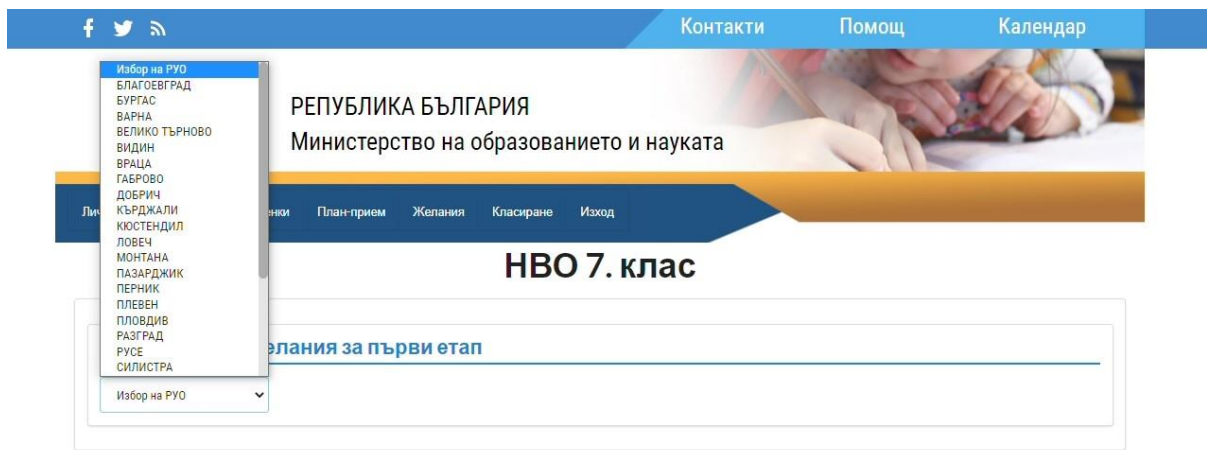 Контакти Помощ Календар
Избор на РУО
БЛАГОЕВГРАД
БУРГАС
ВАРНА
ВЕЛИКО ТЪРНОВО
ВИДИН
ВРАЦА
ГАБРОВО
ДОБРИЧ
КЪРДЖАЛИ
КЮСТЕНДИЛ
ЛОВЕЧ
МОНТАНА
ПАЗАРДЖИК
ПЕРНИК
ПЛЕВЕН
ПЛОВДИВ
РАЗГРАД
РУСЕ
СИЛИСТРА
РЕПУБЛИКА БЪЛГАРИЯ
Министерство на образованието и науката
План-прием Желания Класиране Изход
НВО 7. клас
за първи етап
Избор на РУО